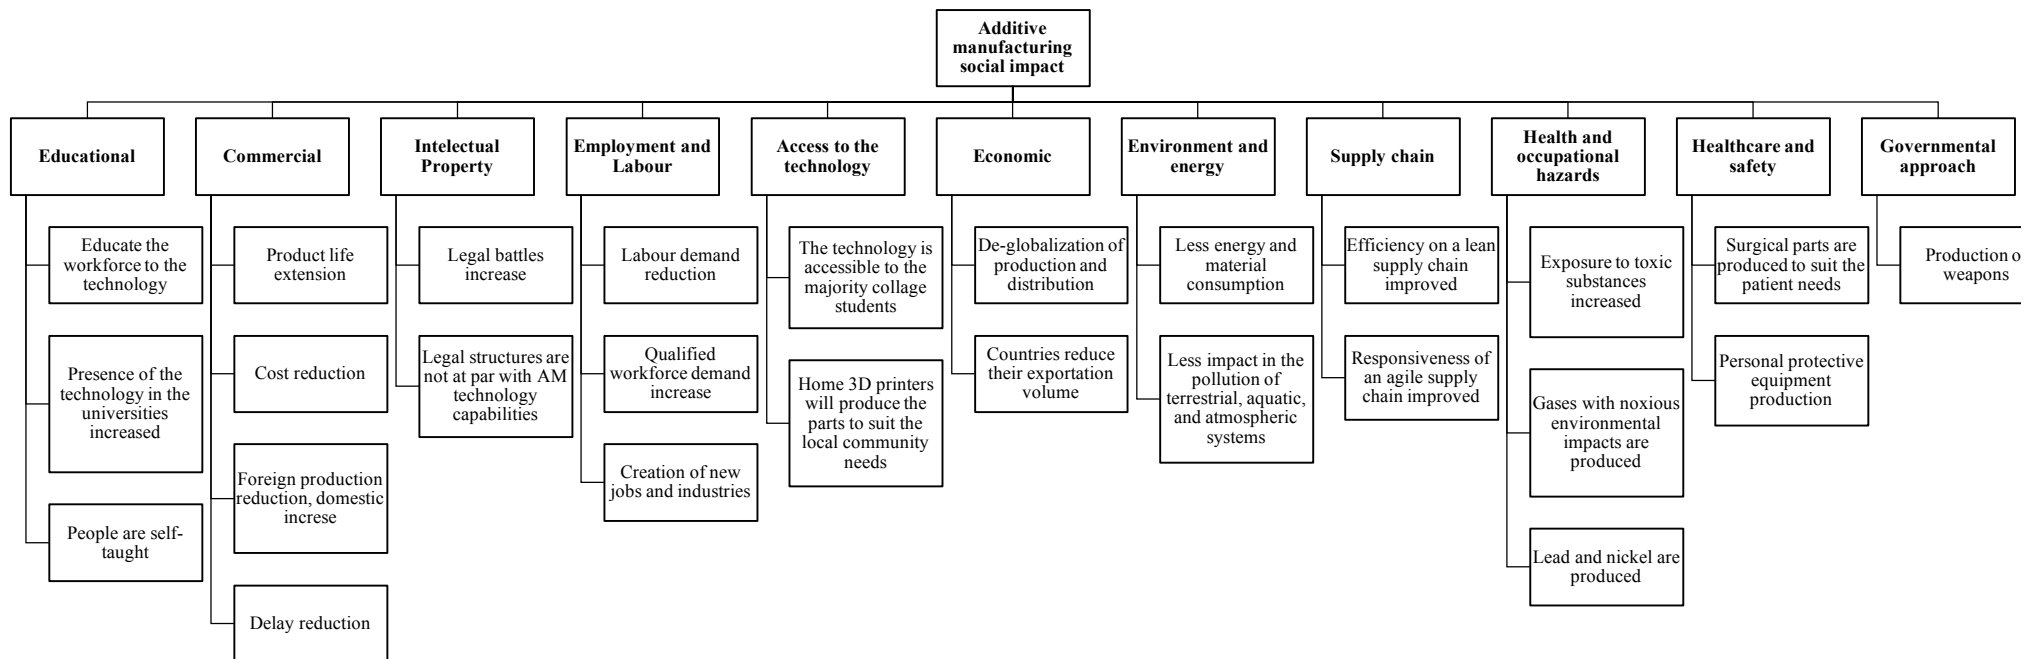 Additive
manufacturing
social impact
Educational
Educate the
workforce to the
technology
Presence of the
technology in the
universities
increased
People are self-
taught
Commercial
Product life
extension
Cost reduction
Foreign production
reduction, domestic
increse
Delay reduction
Intelectual
Property
Legal battles
increase
Legal structures are
not at par with AM
technology
capabilities
Employment and
Labour
Labour demand
reduction
Qualified
workforce demand
increase
Creation of new
jobs and industries
Access to the
technology
The technology is
accessible to the
majority collage
students
Home 3D printers
will produce the
parts to suit the
local community
needs
Economic
De-globalization of
production and
distribution
Countries reduce
their exportation
volume
Environment and
energy
Less energy and
material
consumption
Less impact in the
pollution of
terrestrial, aquatic,
and atmospheric
systems
Supply chain
Efficiency on a lean
supply chain
improved
Responsiveness of
an agile supply
chain improved
Health and
occupational
hazards
Exposure to toxic
substances
increased
Gases with noxious
environmental
impacts are
produced
Lead and nickel are
produced
Healthcare and
safety
Surgical parts are
produced to suit the
patient needs
Personal protective
equipment
production
Governmental
approach
Production
weapons